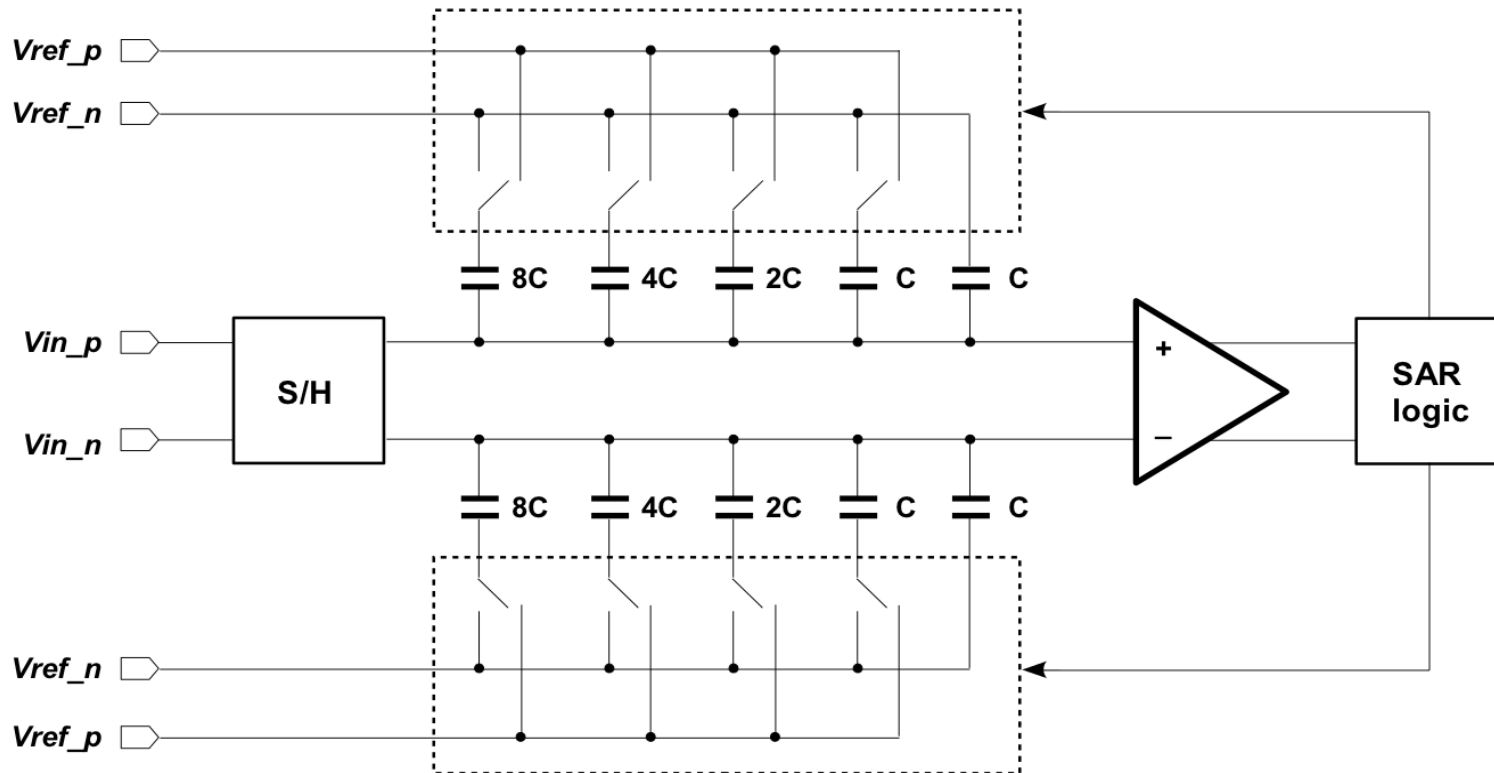 Vref_p
Vref_n
8C 4C 2C C C
Vin_p
+
S/H
SAR
logic
Vin_n
–
8C 4C 2C C C
Vref_n
Vref_p